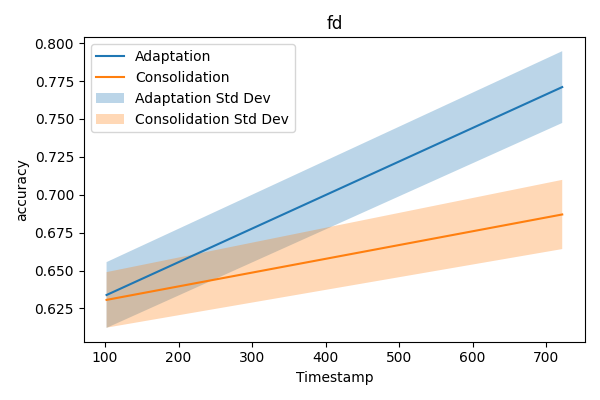 fd
0.800
0.775
0.750
0.725
0.700
0.675
0.650
0.625
accuracy
Adaptation
Consolidation
Adaptation Std Dev
Consolidation Std Dev
100 200 300 400 500 600 700
Timestamp